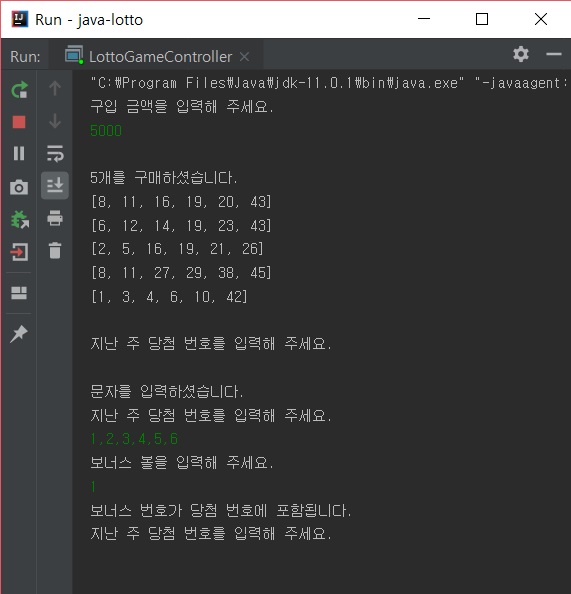 Run - java-lotto
Run: LottoGameController
"C:₩Program Files₩Java₩jdk-11.0.1₩bin₩java.exe" "-javaagent:
구입 금액을 입력해 주세요.
5000
5개를 구매하셨습니다.
[8, 11, 16, 19, 20, 43]
[6, 12, 14, 19, 23, 43]
[2, 5, 16, 19, 21, 26]
[8, 11, 27, 29, 38, 45]
[1, 3, 4, 6, 10, 42]
지난 주 당첨 번호를 입력해 주세요.
문자를 입력하셨습니다.
지난 주 당첨 번호를 입력해 주세요.
1,2,3,4,5,6
보너스 볼을 입력해 주세요.
1
보너스 번호가 당첨 번호에 포함됩니다.
지난 주 당첨 번호를 입력해 주세요.